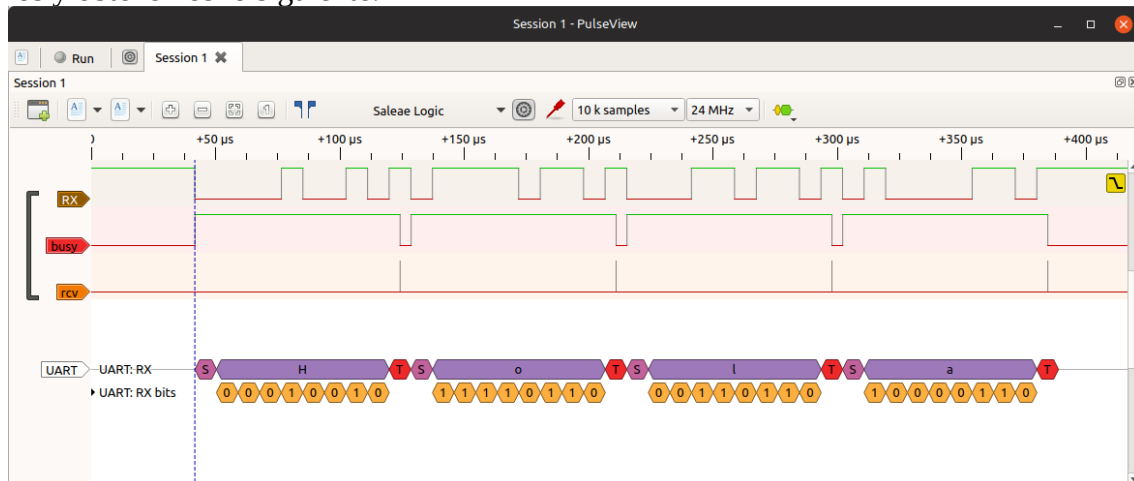 Session 1 - PulseView
Run Session 1
Session 1
Saleae Logic 10 k samples 24 MHz
+50 µs +100 µs +150 µs +200 µs +250 µs +300 µs +350 µs +400 µs
RX
busy
rcv
UART UART: RX S H T S o T S l T S a T
UART: RX bits 0 0 0 1 0 0 1 0 1 1 1 1 0 1 1 0 0 0 1 1 0 1 1 0 1 0 0 0 0 1 1 0